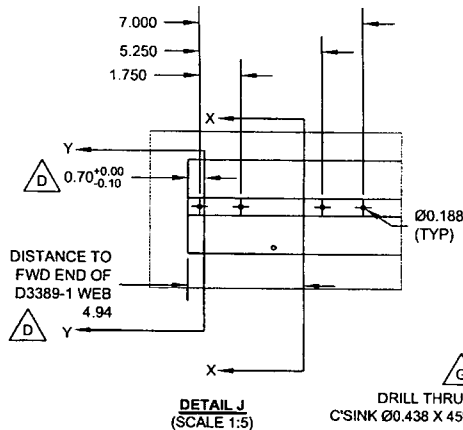 7.000
5.250
1.750
X
Y
D
0.70+0.00 -0.10
Ø0.188
(TYP)
DISTANCE TO
FWD END OF
D3389-1 WEB
4.94
D
Y
X
G
DETAIL J
(SCALE 1:5)
DRILL THRU
C'SINK Ø0.438 X 45